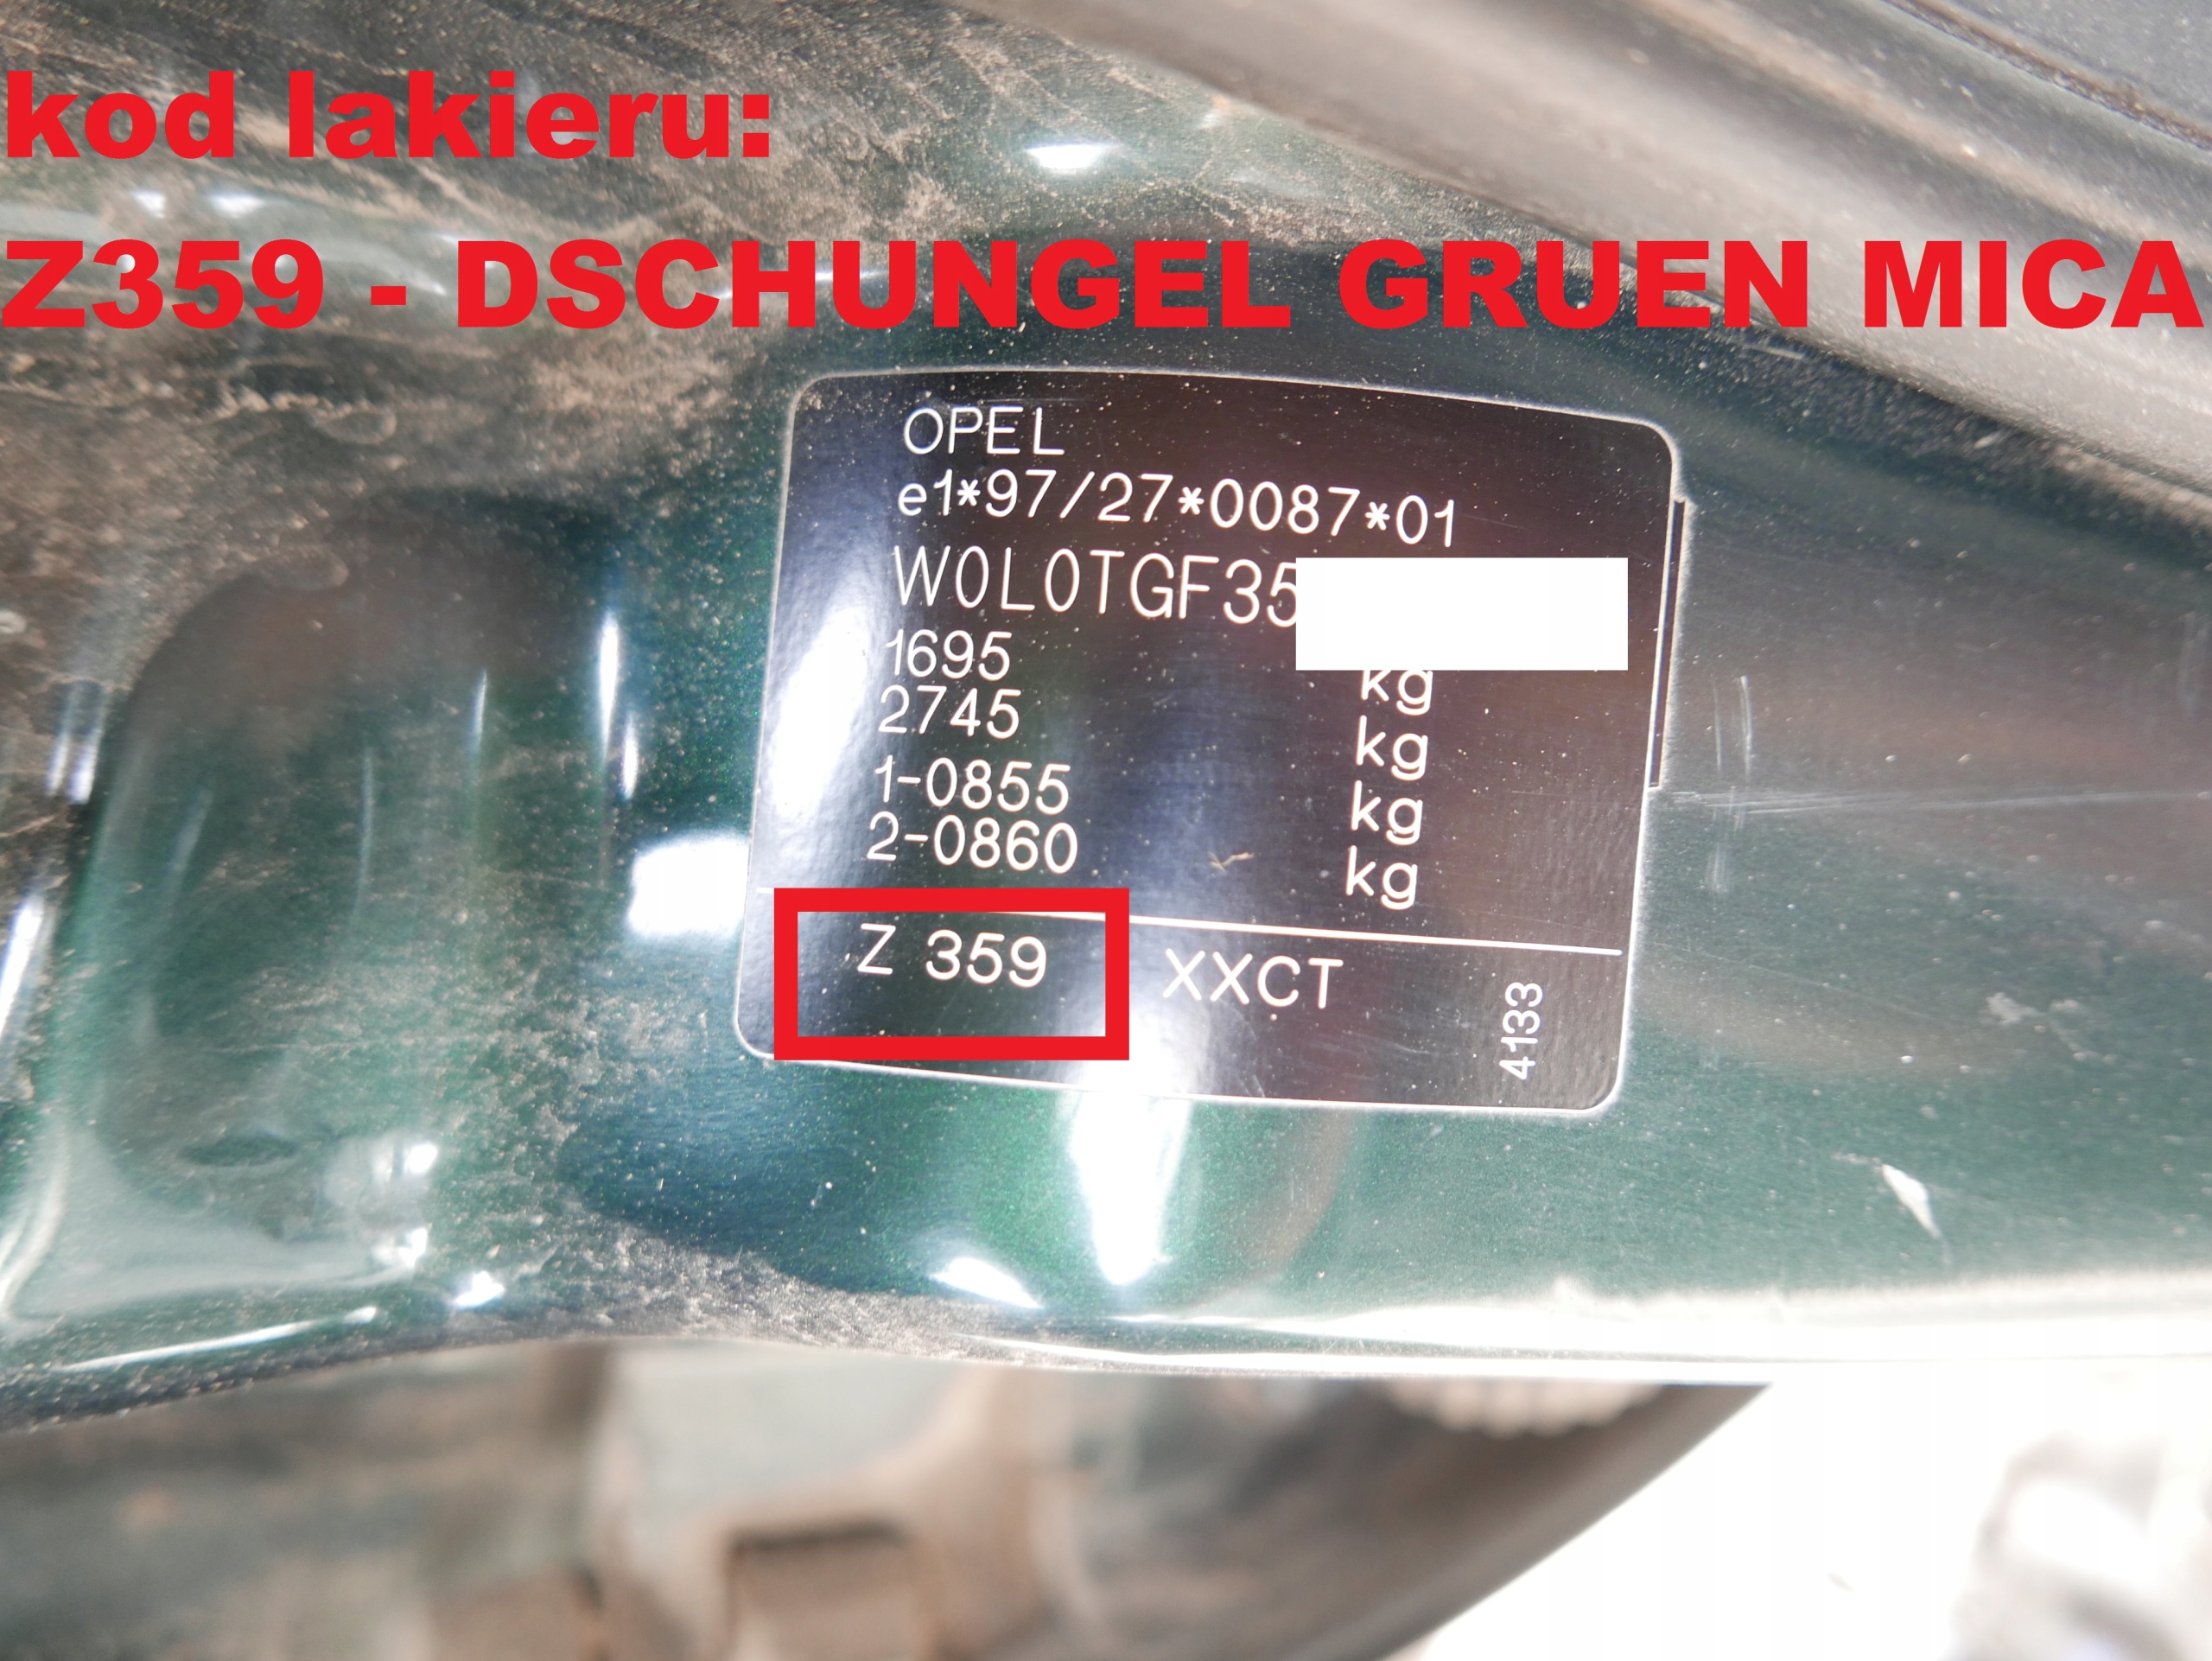 kod lakieru:
Z359 - DSCHUNGEL GRUEN MICA
OPEL
e1*97/27*0087*01
W0L0TGF35
1695 kg
2745 kg
1-0855 kg
2-0860 kg
Z 359 XXCT
4133